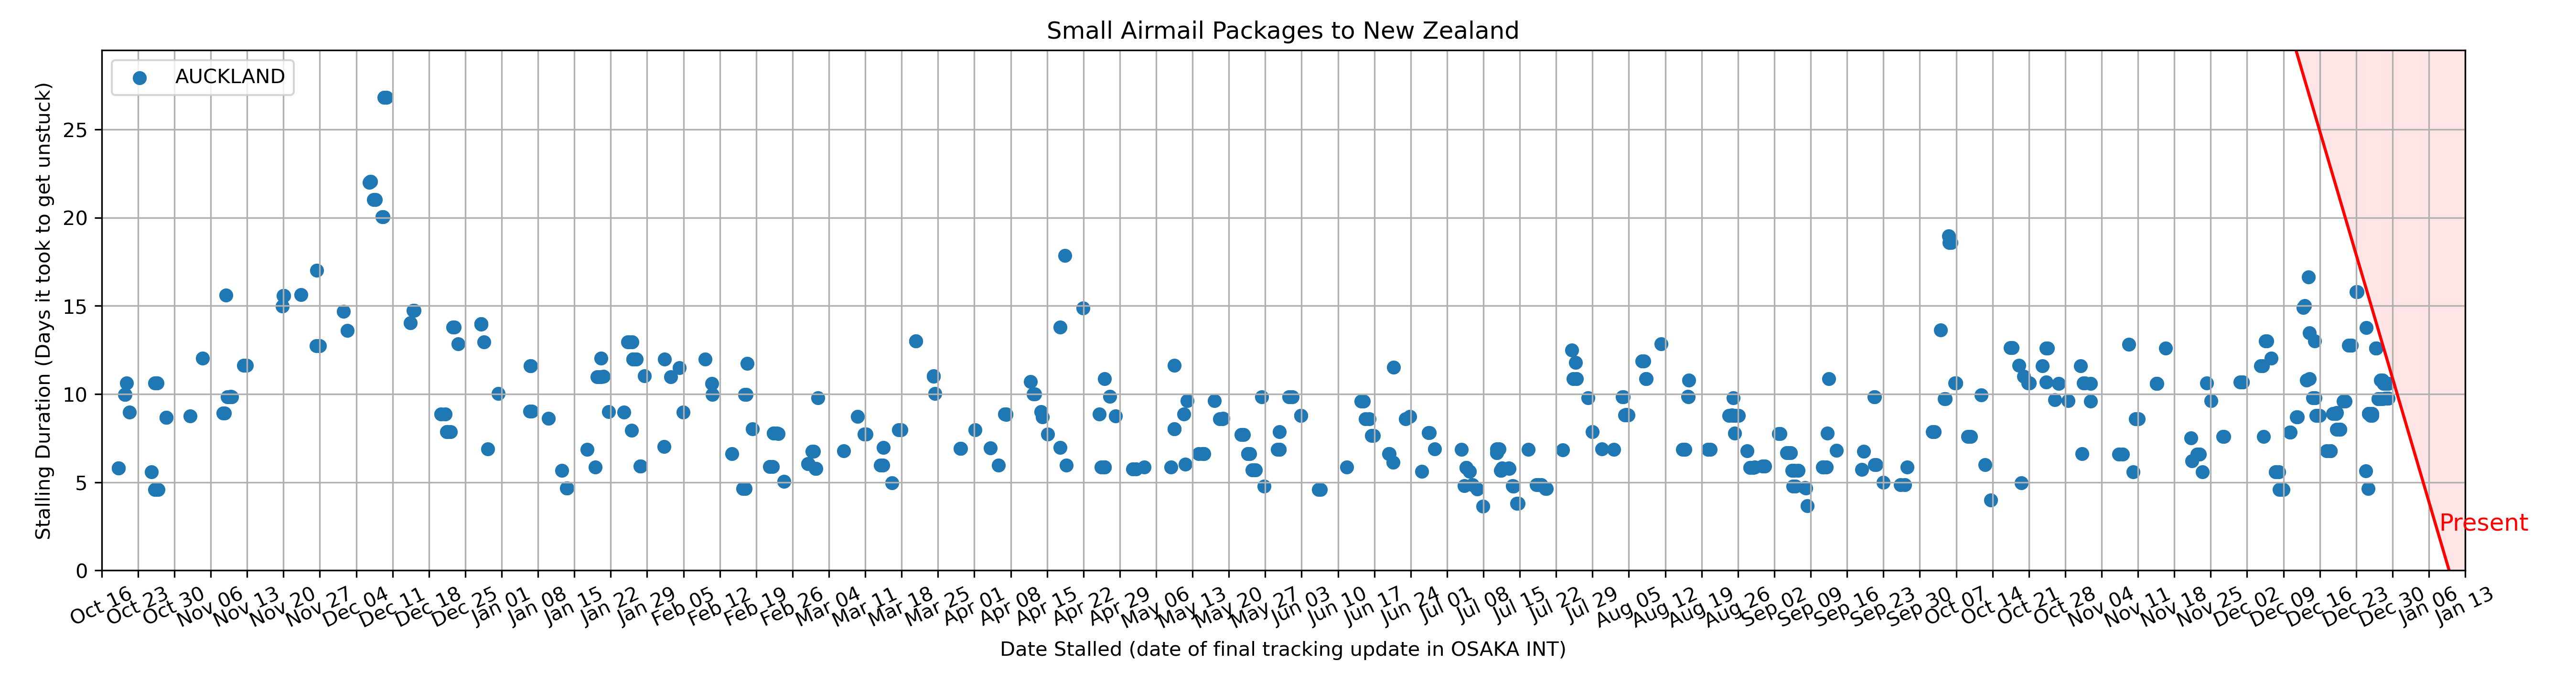 Small Airmail Packages to New Zealand
AUCKLAND
Stalling Duration (Days it took to get unstuck)
25
20
15
10
5
0
Present
Oct 16
Oct 23
Oct 30
Nov 06
Nov 13
Nov 20
Nov 27
Dec 04
Dec 11
Dec 18
Dec 25
Jan 01
Jan 08
Jan 15
Jan 22
Jan 29
Feb 05
Feb 12
Feb 19
Feb 26
Mar 04
Mar 11
Mar 18
Mar 25
Apr 01
Apr 08
Apr 15
Apr 22
Apr 29
May 06
May 13
May 20
May 27
Jun 03
Jun 10
Jun 17
Jun 24
Jul 01
Jul 08
Jul 15
Jul 22
Jul 29
Aug 05
Aug 12
Aug 19
Aug 26
Sep 02
Sep 09
Sep 16
Sep 23
Sep 30
Oct 07
Oct 14
Oct 21
Oct 28
Nov 04
Nov 11
Nov 18
Nov 25
Dec 02
Dec 09
Dec 16
Dec 23
Dec 30
Jan 06
Jan 13
Date Stalled (date of final tracking update in OSAKA INT)